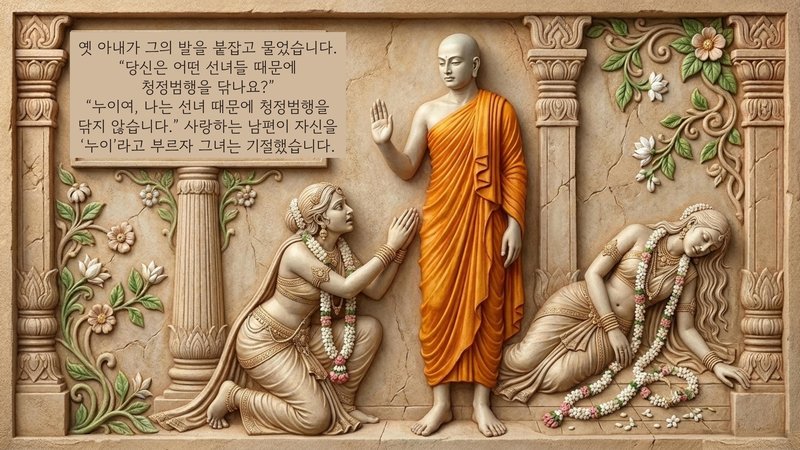 옛 아내가 그의 발을 붙잡고 물었습니다.
“당신은 어떤 선녀들 때문에
청정범행을 닦나요?”
“누이여, 나는 선녀 때문에 청정범행을
닦지 않습니다.” 사랑하는 남편이 자신을
‘누이’라고 부르자 그녀는 기절했습니다.